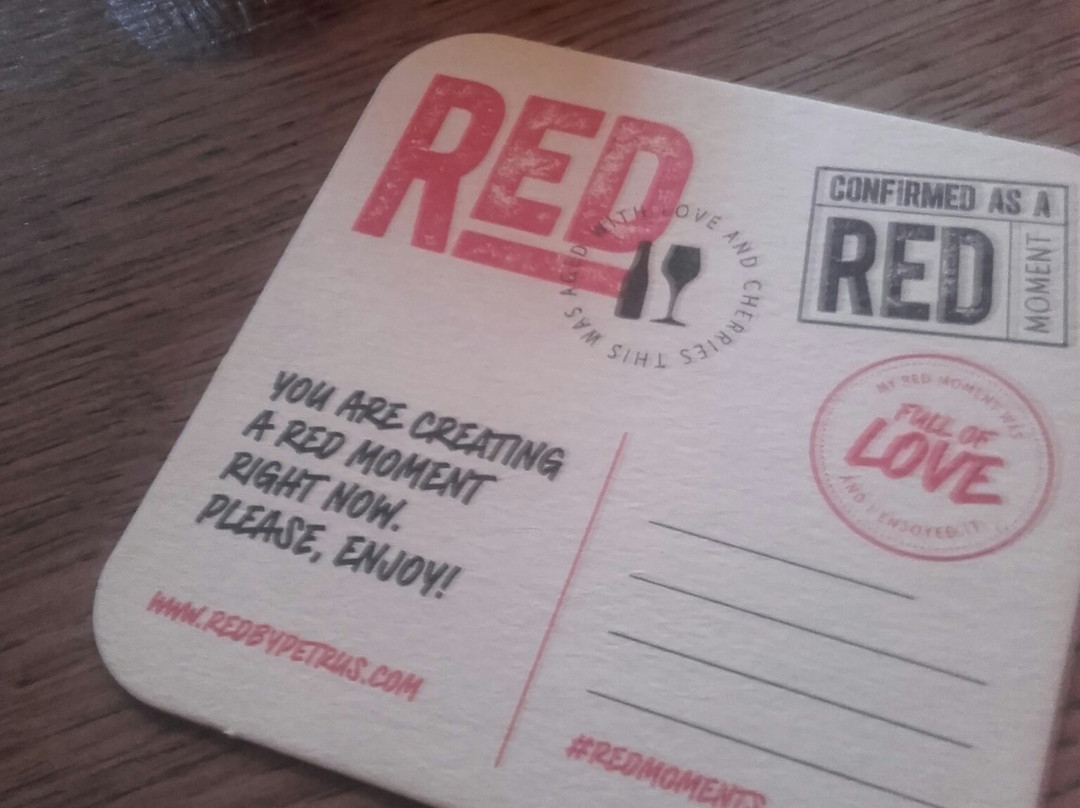 RED
THIS WAS AGED WITH LOVE AND CHERRIES
CONFIRMED AS A
RED
MOMENT
MY RED MOMENT WAS
FULL OF
LOVE
AND I ENJOYED IT!
YOU ARE CREATING
A RED MOMENT
RIGHT NOW.
PLEASE, ENJOY!
WWW.REDBYPETRUS.COM
#REDMOMENTS